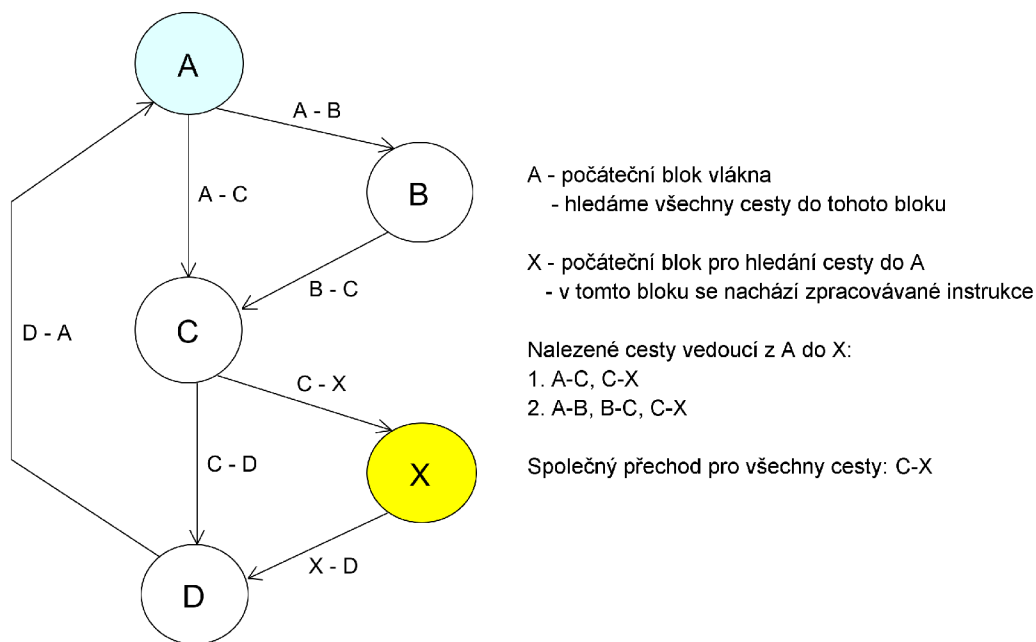 A
A - B
B
A - C
B - C
D - A
C
C - X
C - D
X
X - D
D
A - počáteční blok vlákna
- hledáme všechny cesty do tohoto bloku
X - počáteční blok pro hledání cesty do A
- v tomto bloku se nachází zpracovávané instrukce
Nalezené cesty vedoucí z A do X:
1. A-C, C-X
2. A-B, B-C, C-X
Společný přechod pro všechny cesty: C-X